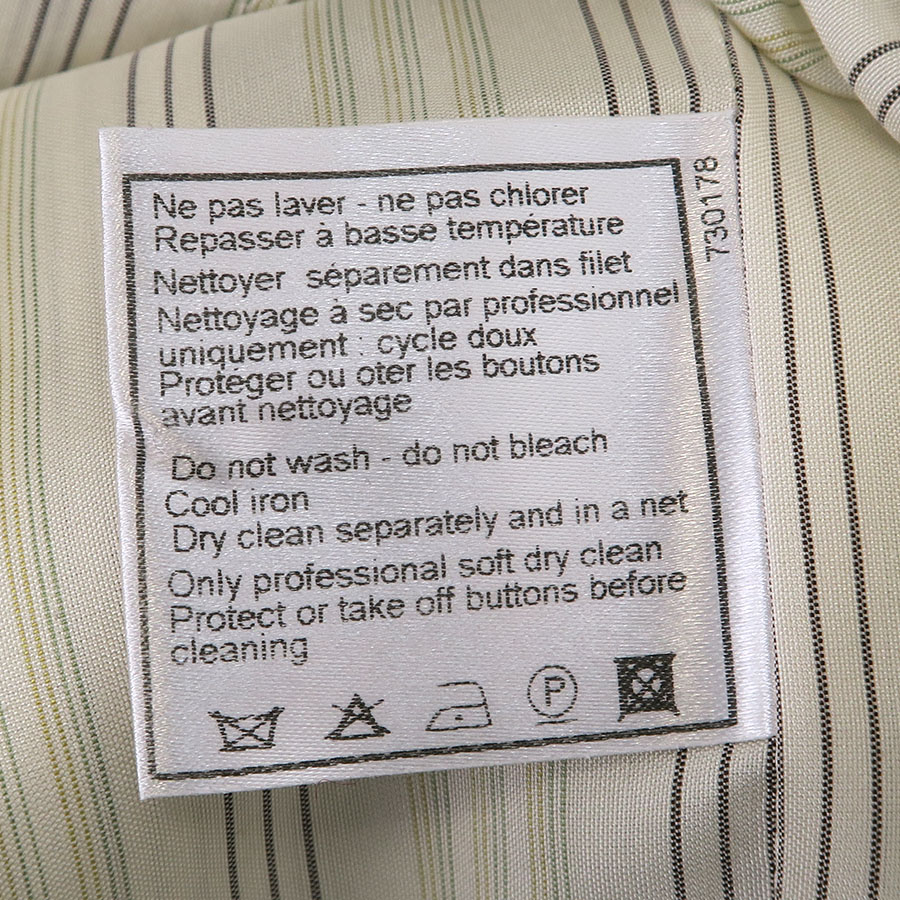 Ne pas laver - ne pas chlorer
Repasser à basse température
Nettoyer séparement dans filet
Nettoyage à sec par professionnel
uniquement : cycle doux
Protéger ou oter les boutons
avant nettoyage
Do not wash - do not bleach
Cool iron
Dry clean separately and in a net
Only professional soft dry clean
Protect or take off buttons before
cleaning
P
730178